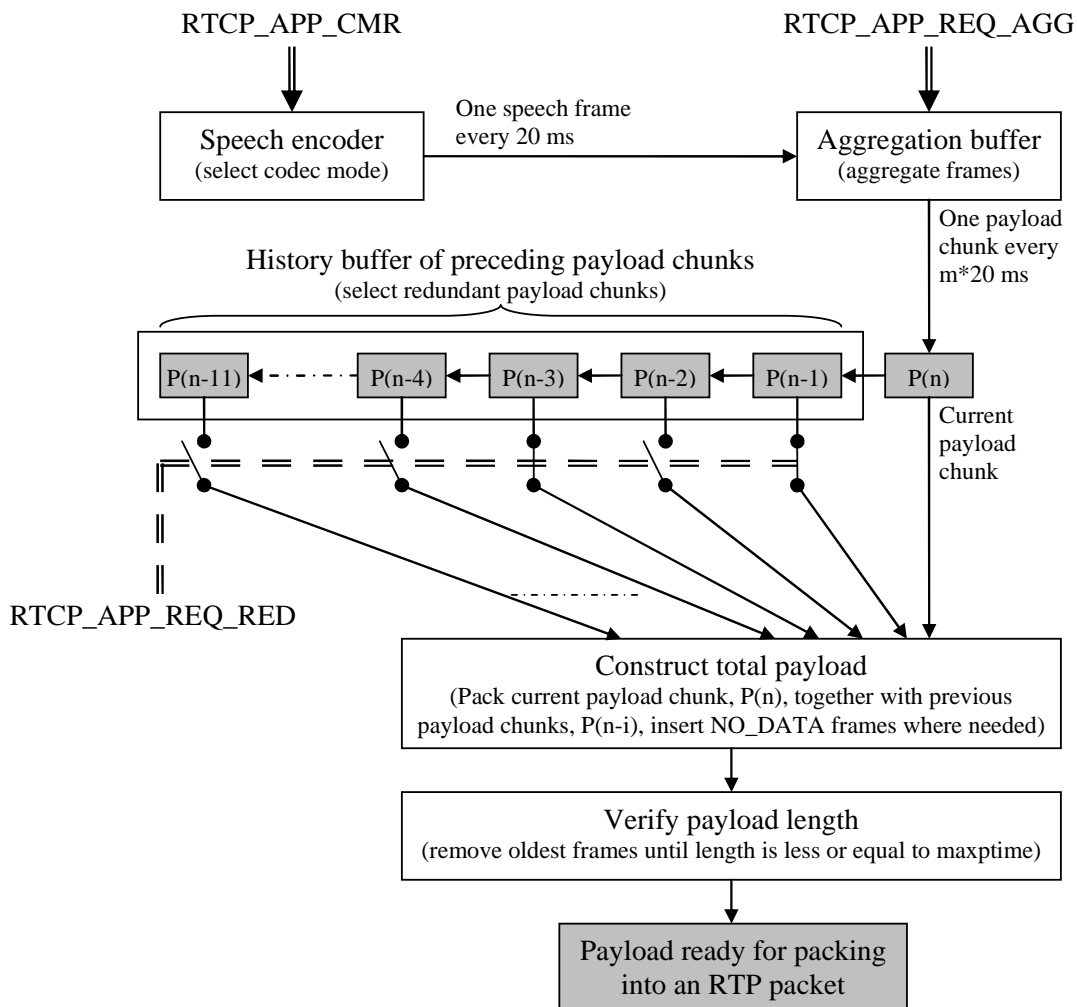 RTCP_APP_CMR
RTCP_APP_REQ_AGG
One speech frame
every 20 ms
Speech encoder
(select codec mode)
Aggregation buffer
(aggregate frames)
One payload
chunk every
m*20 ms
History buffer of preceding payload chunks
(select redundant payload chunks)
P(n-11)
P(n-4)
P(n-3)
P(n-2)
P(n-1)
P(n)
Current
payload
chunk
RTCP_APP_REQ_RED
Construct total payload
(Pack current payload chunk, P(n), together with previous
payload chunks, P(n-i), insert NO_DATA frames where needed)
Verify payload length
(remove oldest frames until length is less or equal to maxptime)
Payload ready for packing
into an RTP packet